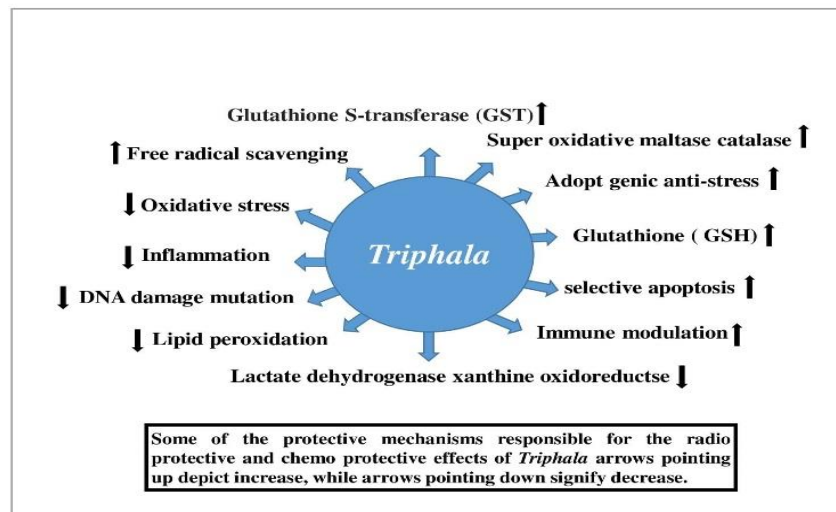 Glutathione S-transferase (GST)
Super oxidative maltase catalase
Free radical scavenging
Adopt genic anti-stress
Oxidative stress
Glutathione ( GSH)
Triphala
Inflammation
selective apoptosis
DNA damage mutation
Immune modulation
Lipid peroxidation
Lactate dehydrogenase xanthine oxidoreductse
Some of the protective mechanisms responsible for the radio
protective and chemo protective effects of Triphala arrows pointing
up depict increase, while arrows pointing down signify decrease.